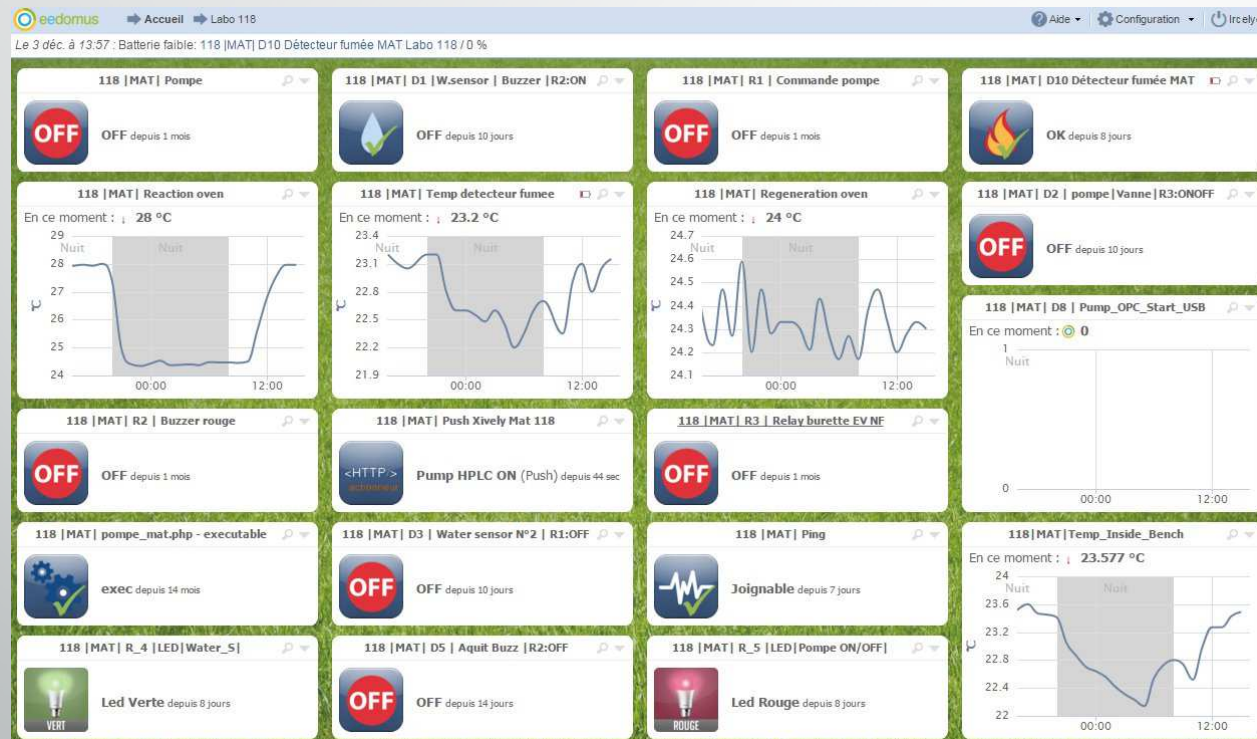 eedomus Accueil Labo 118 Aide Configuration Ircely
Le 3 déc. à 13:57 : Batterie faible: 118 |MAT| D10 Détecteur fumée MAT Labo 118 / 0 %
118 |MAT| Pompe
OFF
OFF depuis 1 mois
118 |MAT| D1 |W.sensor | Buzzer |R2:ON
OFF depuis 10 jours
118 |MAT| R1 | Commande pompe
OFF
OFF depuis 1 mois
118 |MAT| D10 Détecteur fumée MAT
OK depuis 8 jours
118 |MAT| Reaction oven
En ce moment : ↓ 28 °C
29
Nuit Nuit
28
27
°C
26
25
24
00:00 12:00
118 |MAT| Temp detecteur fumee
En ce moment : ↓ 23.2 °C
23.4
Nuit Nuit
23.1
22.8
°C
22.5
22.2
21.9
00:00 12:00
118 |MAT| Regeneration oven
En ce moment : ↓ 24 °C
24.7
Nuit Nuit
24.6
24.5
°C
24.4
24.3
24.2
24.1
00:00 12:00
118 |MAT| D2 | pompe|Vanne|R3:ONOFF
OFF
OFF depuis 10 jours
118 |MAT| D8 | Pump_OPC_Start_USB
En ce moment : 0
1
Nuit
0
00:00 12:00
118 |MAT| R2 | Buzzer rouge
OFF
OFF depuis 1 mois
118 |MAT| Push Xively Mat 118
<HTTP>
actionneur
Pump HPLC ON (Push) depuis 44 sec
118 |MAT| R3 | Relay burette EV NF
OFF
OFF depuis 1 mois
118 |MAT| pompe_mat.php - executable
exec depuis 14 mois
118 |MAT| D3 | Water sensor N°2 | R1:OFF
OFF
OFF depuis 10 jours
118 |MAT| Ping
Joignable depuis 7 jours
118|MAT|Temp_Inside_Bench
En ce moment : ↓ 23.577 °C
24
Nuit Nuit
23.6
23.2
°C
22.8
22.4
22
00:00 12:00
118 |MAT| R_4 |LED|Water_S|
VERT
Led Verte depuis 8 jours
118 |MAT| D5 | Aquit Buzz |R2:OFF
OFF
OFF depuis 14 jours
118 |MAT| R_5 |LED|Pompe ON/OFF|
ROUGE
Led Rouge depuis 8 jours